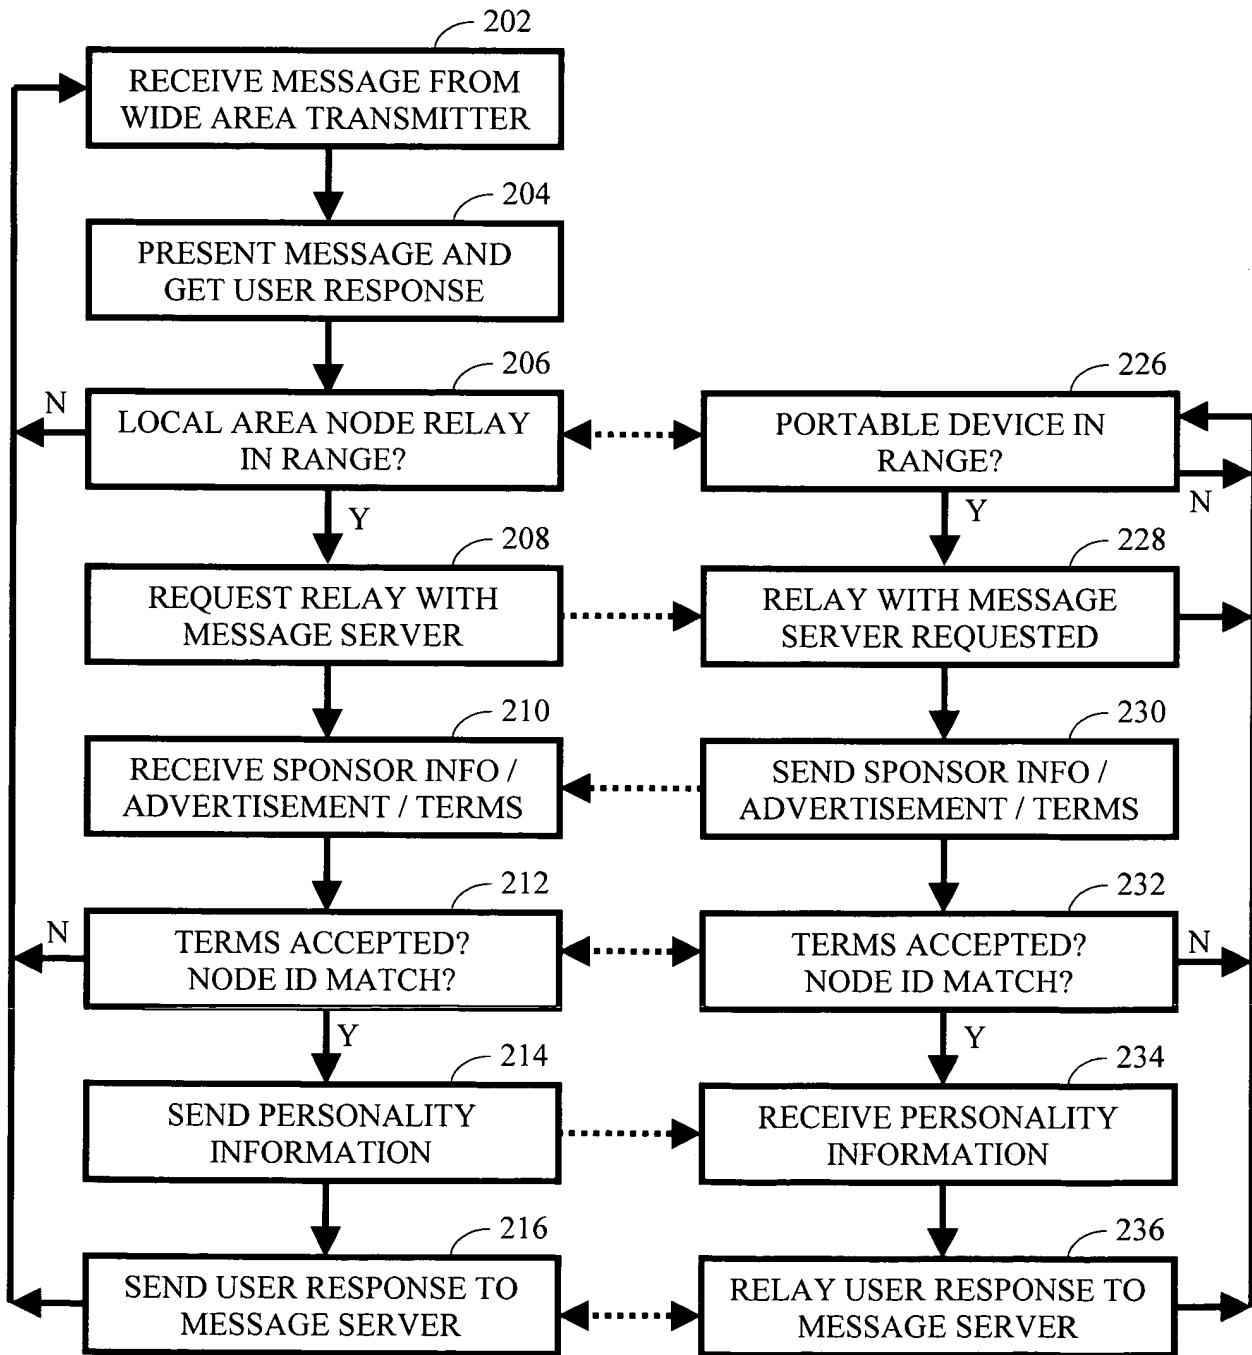 202
RECEIVE MESSAGE FROM
WIDE AREA TRANSMITTER
204
PRESENT MESSAGE AND
GET USER RESPONSE
206
226
N
LOCAL AREA NODE RELAY
IN RANGE?
PORTABLE DEVICE IN
RANGE?
N
Y
Y
208
228
REQUEST RELAY WITH
MESSAGE SERVER
RELAY WITH MESSAGE
SERVER REQUESTED
210
230
RECEIVE SPONSOR INFO /
ADVERTISEMENT / TERMS
SEND SPONSOR INFO /
ADVERTISEMENT / TERMS
212
232
N
TERMS ACCEPTED?
NODE ID MATCH?
TERMS ACCEPTED?
NODE ID MATCH?
N
Y
Y
214
234
SEND PERSONALITY
INFORMATION
RECEIVE PERSONALITY
INFORMATION
216
236
SEND USER RESPONSE TO
MESSAGE SERVER
RELAY USER RESPONSE TO
MESSAGE SERVER